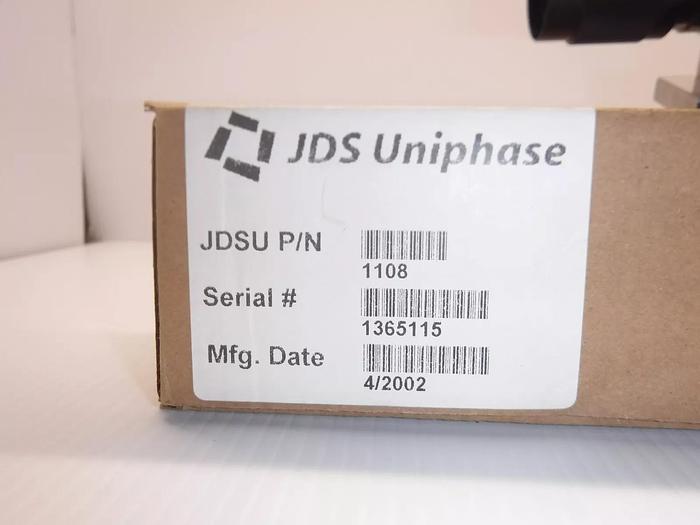 JDS Uniphase
JDSU P/N
1108
Serial #
1365115
Mfg. Date
4/2002